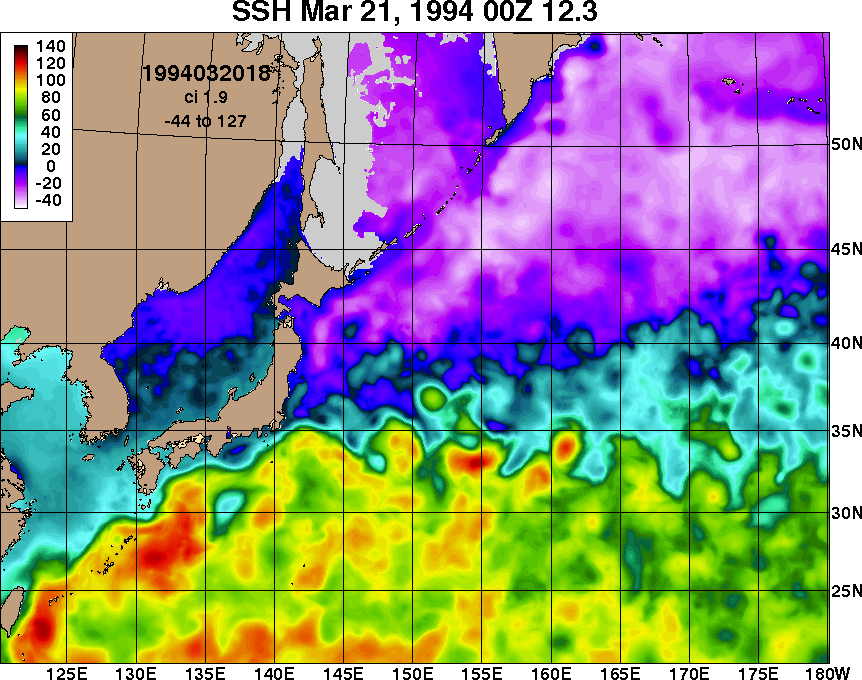 SSH Mar 21, 1994 00Z 12.3
140
120
100
80
60
40
20
0
-20
-40
1994032018
ci 1.9
-44 to 127
50N
45N
40N
35N
30N
25N
125E 130E 135E 140E 145E 150E 155E 160E 165E 170E 175E 180W